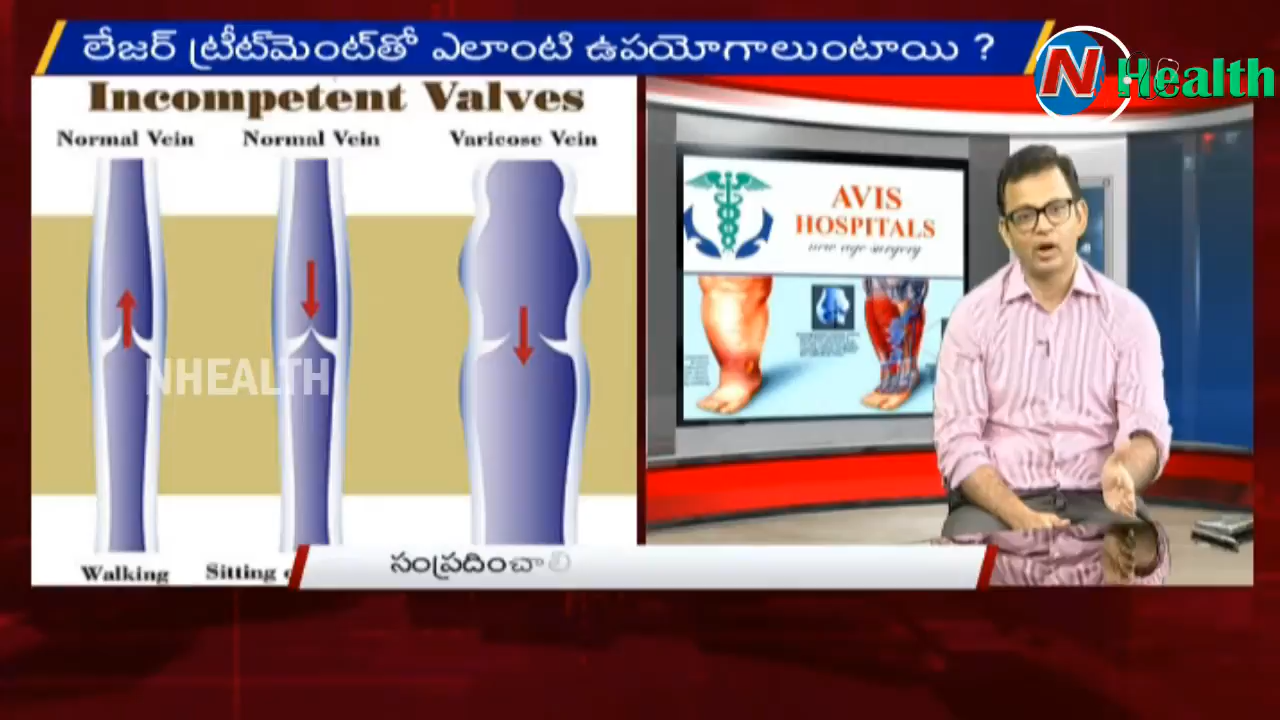 లేజర్ ట్రీట్‌మెంట్‌తో ఎలాంటి ఉపయోగాలుంటాయి ?
N Health
Incompetent Valves
Normal Vein Normal Vein Varicose Vein
AVIS
HOSPITALS
new age surgery
NHEALTH
Walking Sitting
సంప్రదించాలి